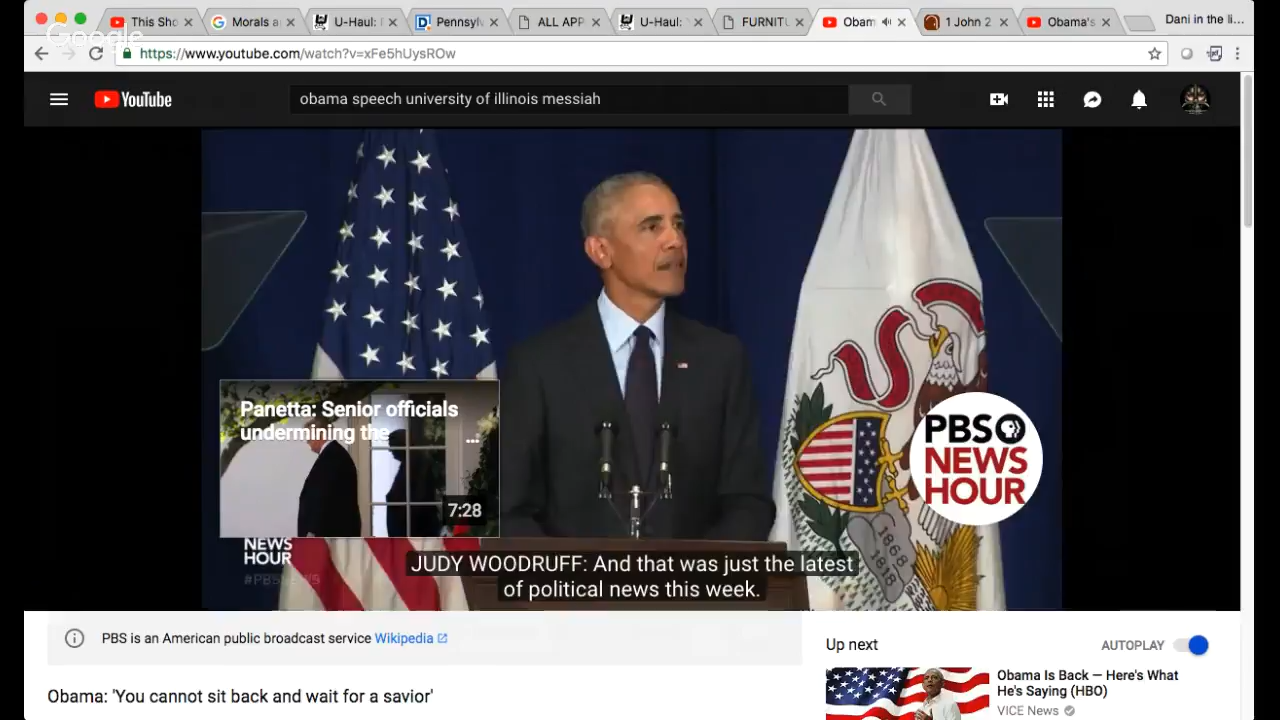 This Sho
Morals a
U-Haul:
Pennsylv
ALL APP
U-Haul:
FURNITU
Obam
1 John 2
Obama's
Dani in the li...
Google
https://www.youtube.com/watch?v=xFe5hUysROw
YouTube
obama speech university of illinois messiah
Panetta: Senior officials
undermining the
...
7:28
PBS
NEWS
HOUR
1868
1818
NEWS
HOUR
#PBSNEWS
JUDY WOODRUFF: And that was just the latest
of political news this week.
PBS is an American public broadcast service Wikipedia
Up next
AUTOPLAY
Obama: 'You cannot sit back and wait for a savior'
Obama Is Back — Here's What
He's Saying (HBO)
VICE News